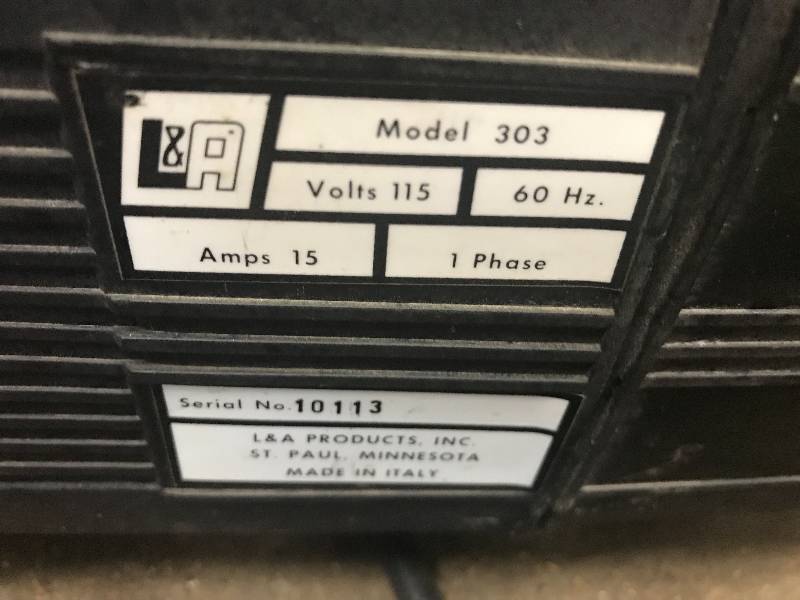 L&A
Model 303
Volts 115
60 Hz.
Amps 15
1 Phase
Serial No. 10113
L&A PRODUCTS, INC.
ST. PAUL, MINNESOTA
MADE IN ITALY